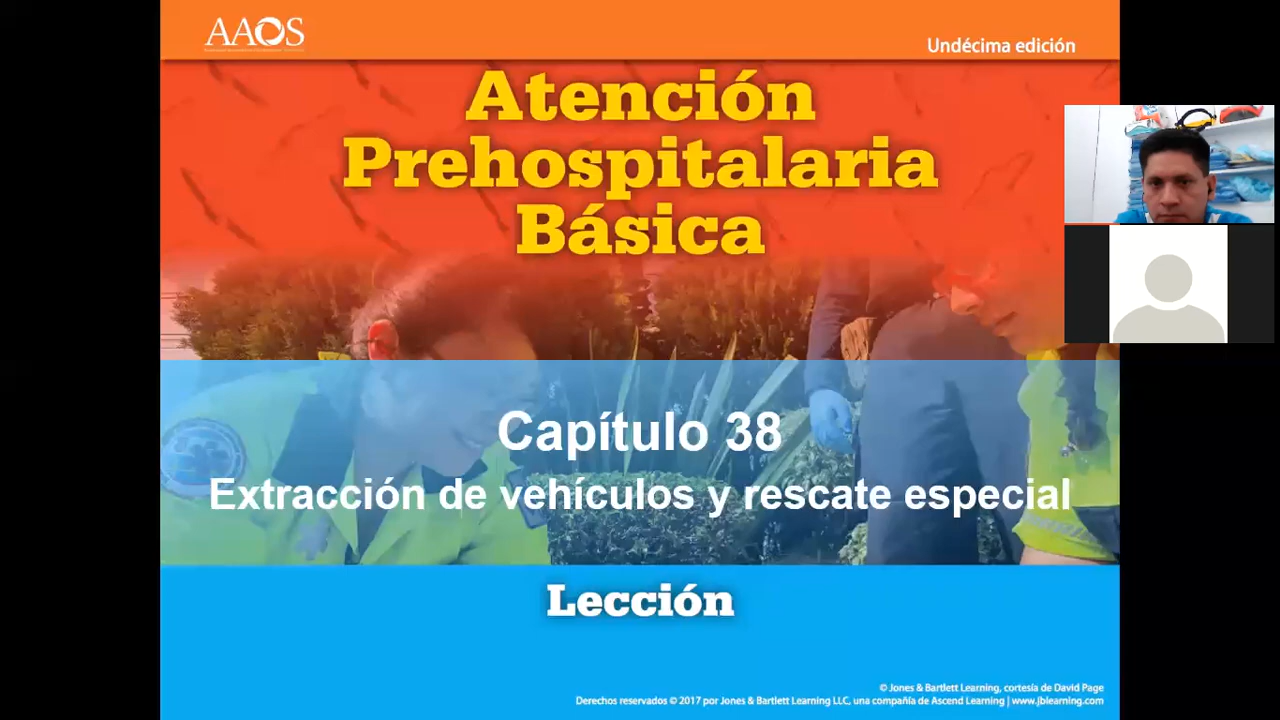 AAOS
Undécima edición
Atención
Prehospitalaria
Básica
Capítulo 38
Extracción de vehículos y rescate especial
Lección
© Jones & Bartlett Learning, cortesía de David Page
Derechos reservados © 2017 por Jones & Bartlett Learning LLC, una compañía de Ascend Learning | www.jblearning.com